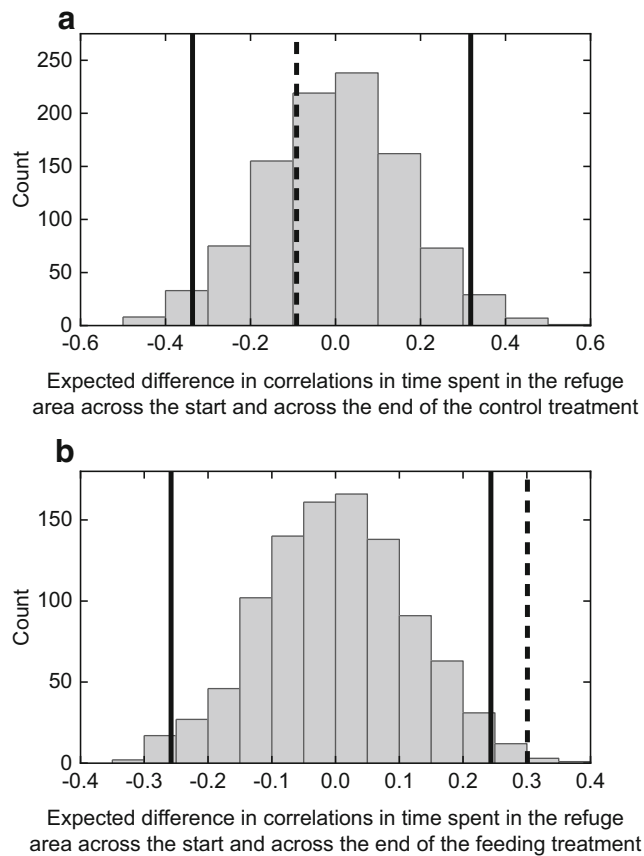 a
250
200
150
100
50
0
Count
-0.6 -0.4 -0.2 0.0 0.2 0.4 0.6
Expected difference in correlations in time spent in the refuge
area across the start and across the end of the control treatment
b
150
100
50
0
Count
-0.4 -0.3 -0.2 -0.1 0.0 0.1 0.2 0.3 0.4
Expected difference in correlations in time spent in the refuge
area across the start and across the end of the feeding treatment